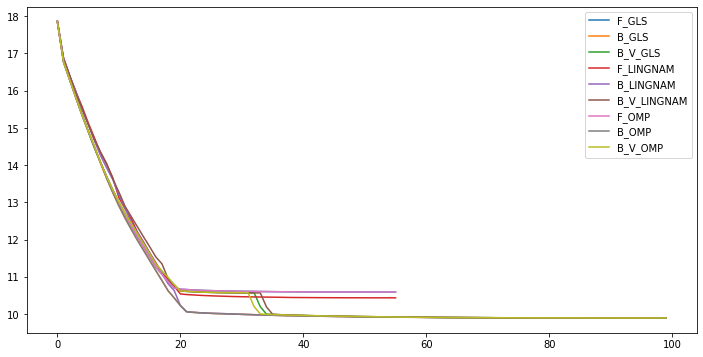 18
17
16
15
14
13
12
11
10
0
20
40
60
80
100
F_GLS
B_GLS
B_V_GLS
F_LINGNAM
B_LINGNAM
B_V_LINGNAM
F_OMP
B_OMP
B_V_OMP